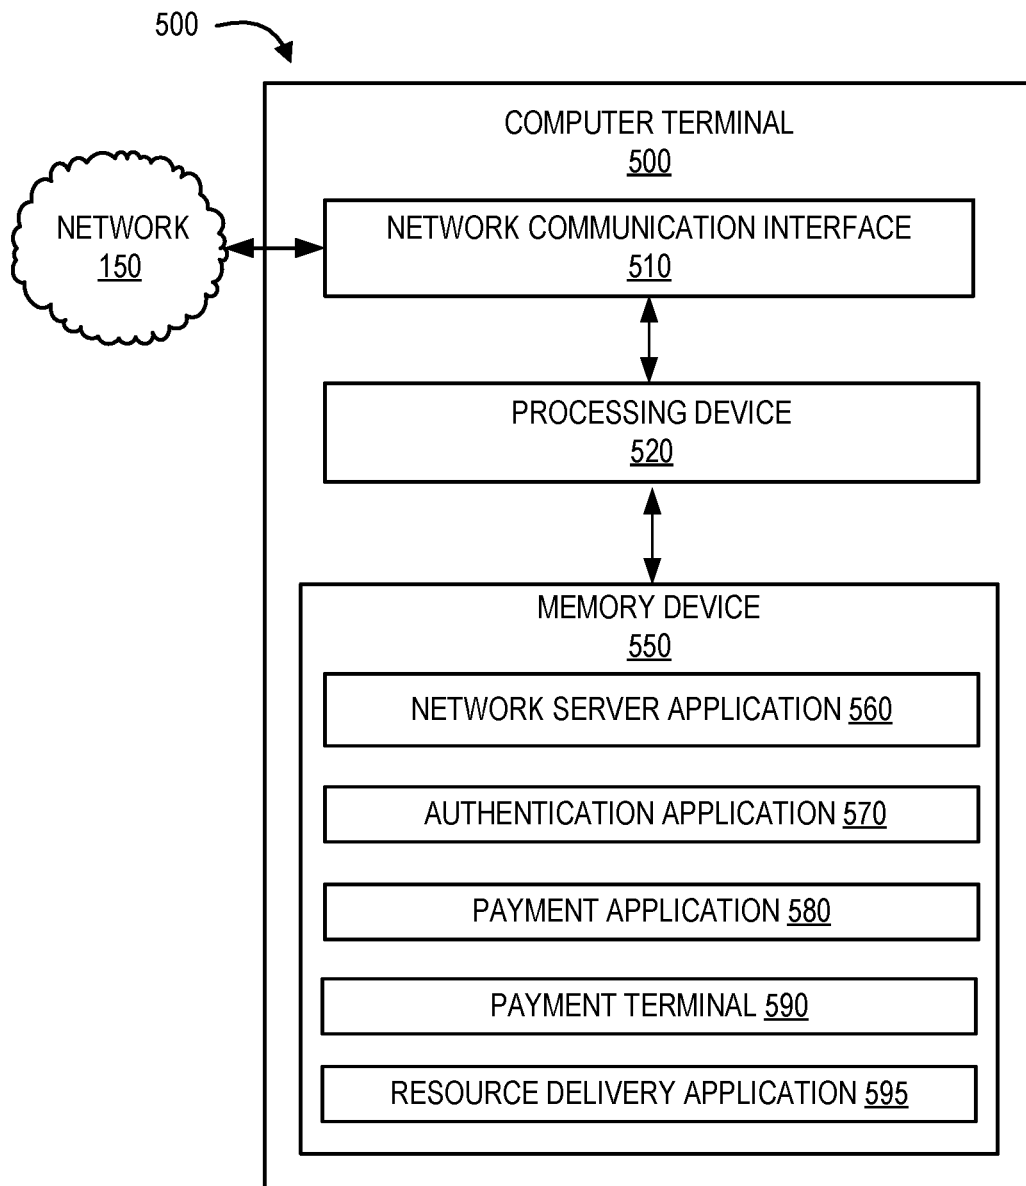 500
COMPUTER TERMINAL
500
NETWORK
150
NETWORK COMMUNICATION INTERFACE
510
PROCESSING DEVICE
520
MEMORY DEVICE
550
NETWORK SERVER APPLICATION 560
AUTHENTICATION APPLICATION 570
PAYMENT APPLICATION 580
PAYMENT TERMINAL 590
RESOURCE DELIVERY APPLICATION 595